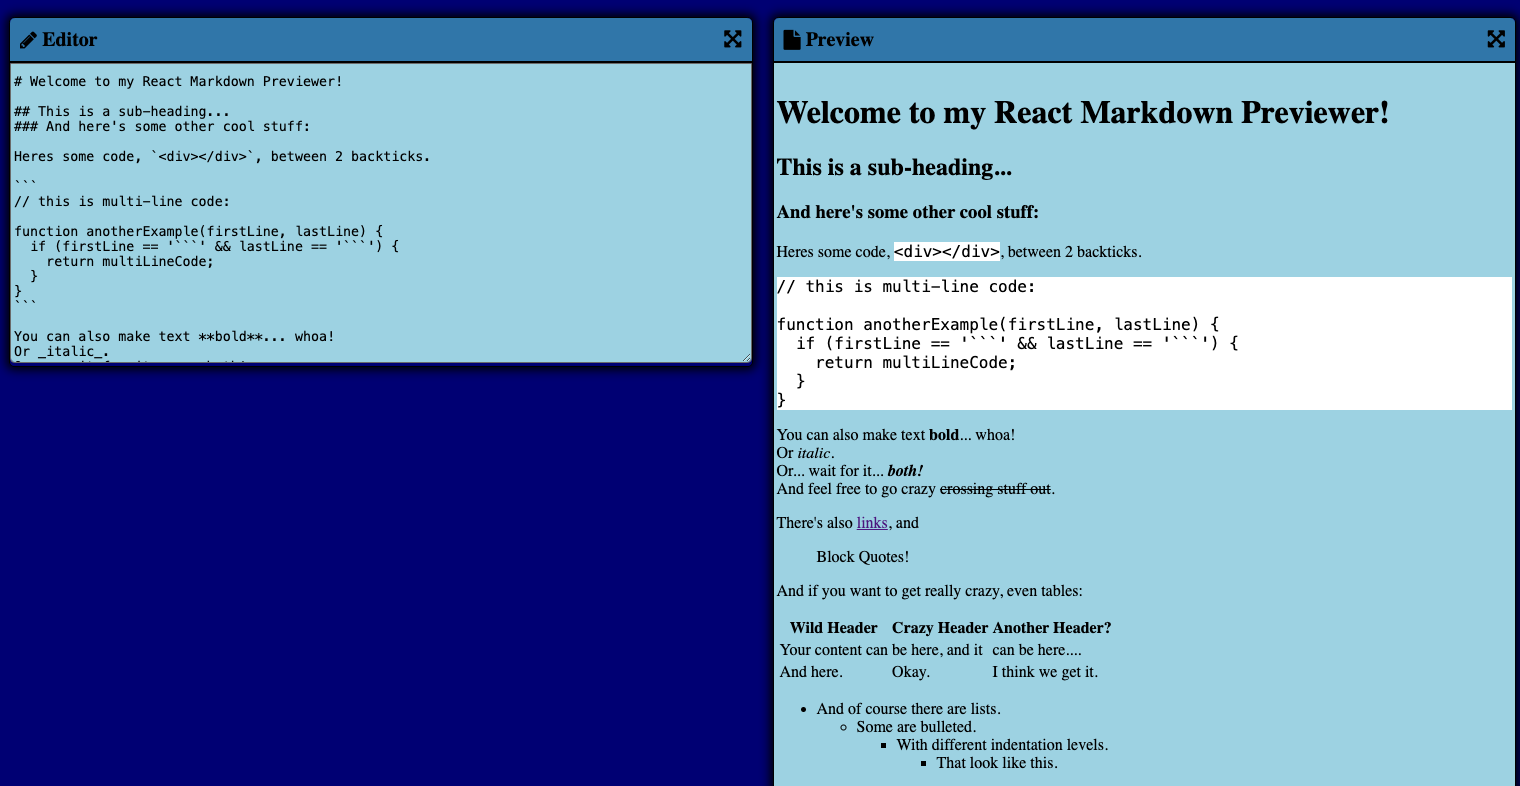 Editor
# Welcome to my React Markdown Previewer!
## This is a sub-heading...
### And here's some other cool stuff:
Heres some code, `<div></div>`, between 2 backticks.
```
// this is multi-line code:
function anotherExample(firstLine, lastLine) {
  if (firstLine == '```' && lastLine == '```') {
    return multiLineCode;
  }
}
```
You can also make text **bold**... whoa!
Or _italic_.
Preview
Welcome to my React Markdown Previewer!
This is a sub-heading...
And here's some other cool stuff:
Heres some code, <div></div>, between 2 backticks.
// this is multi-line code:
function anotherExample(firstLine, lastLine) {
  if (firstLine == '```' && lastLine == '```') {
    return multiLineCode;
  }
}
You can also make text bold... whoa!
Or italic.
Or... wait for it... both!
And feel free to go crazy crossing stuff out.
There's also links, and
Block Quotes!
And if you want to get really crazy, even tables:
Wild Header Crazy Header Another Header?
Your content can be here, and it can be here....
And here. Okay. I think we get it.
And of course there are lists.
Some are bulleted.
With different indentation levels.
That look like this.